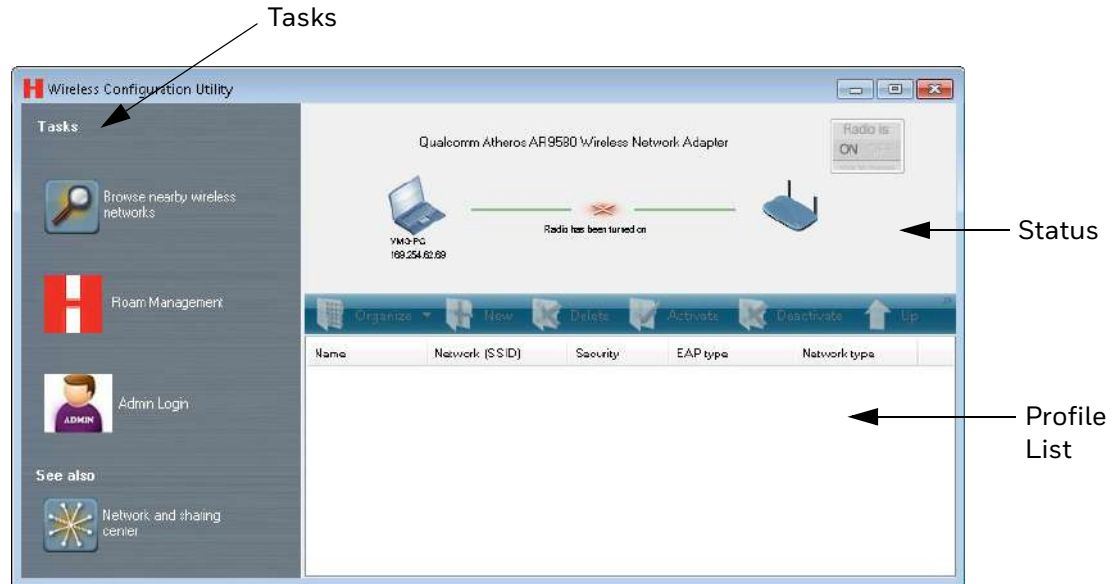 Tasks
Wireless Configuration Utility
Tasks
Browse nearby wireless
networks
Roam Management
ADMIN
Admin Login
See also
Network and sharing
center
Qualcomm Atheros AR9580 Wireless Network Adapter
Radio is
ON OFF
VMG-PC
169.254.62.69
Radio has been turned on
Organize
New
Delete
Activate
Deactivate
Up
Name
Network (SSID)
Security
EAP type
Network type
Status
Profile
List